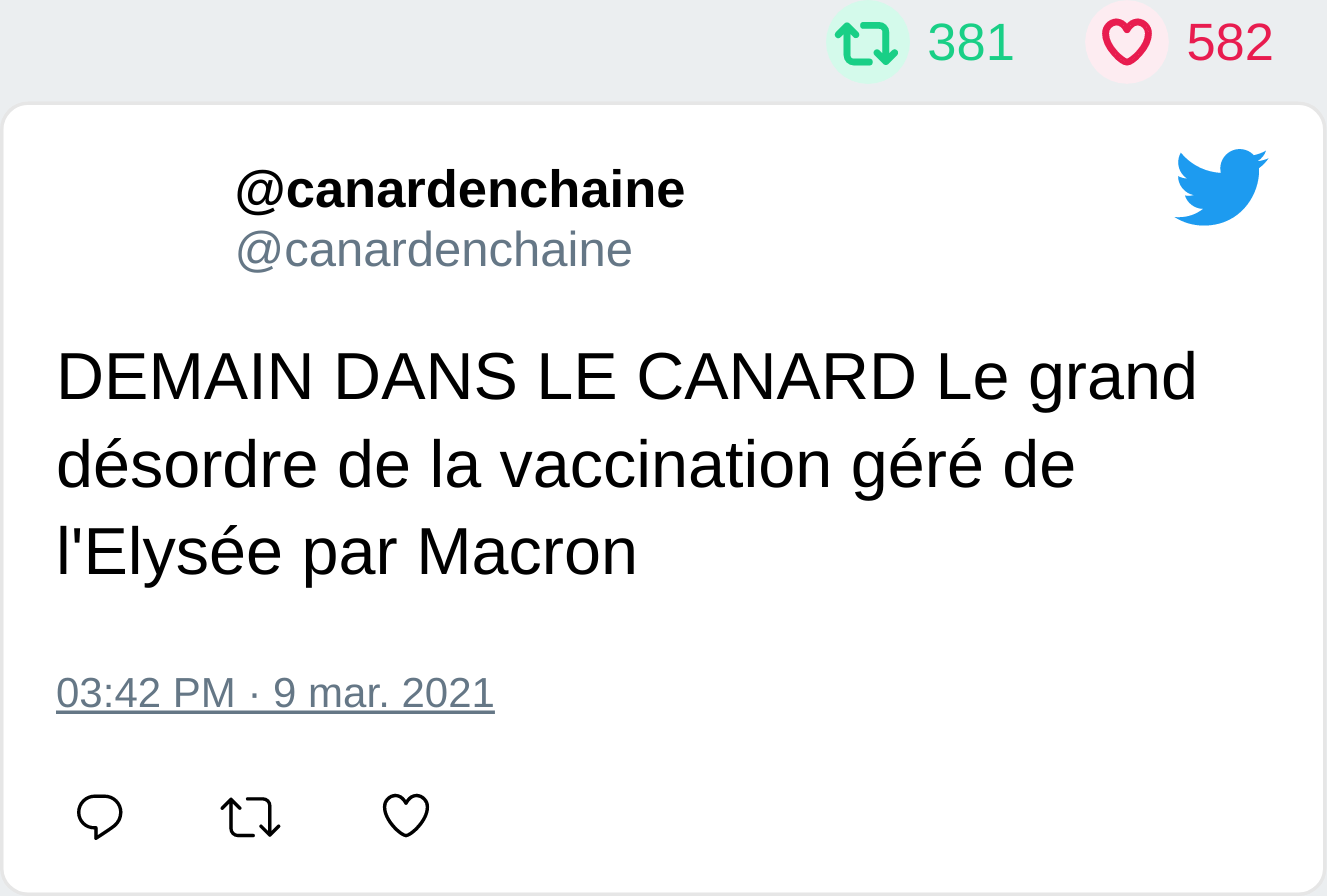 381 582
@canardenchaine
@canardenchaine
DEMAIN DANS LE CANARD Le grand
désordre de la vaccination géré de
l'Elysée par Macron
03:42 PM · 9 mar. 2021